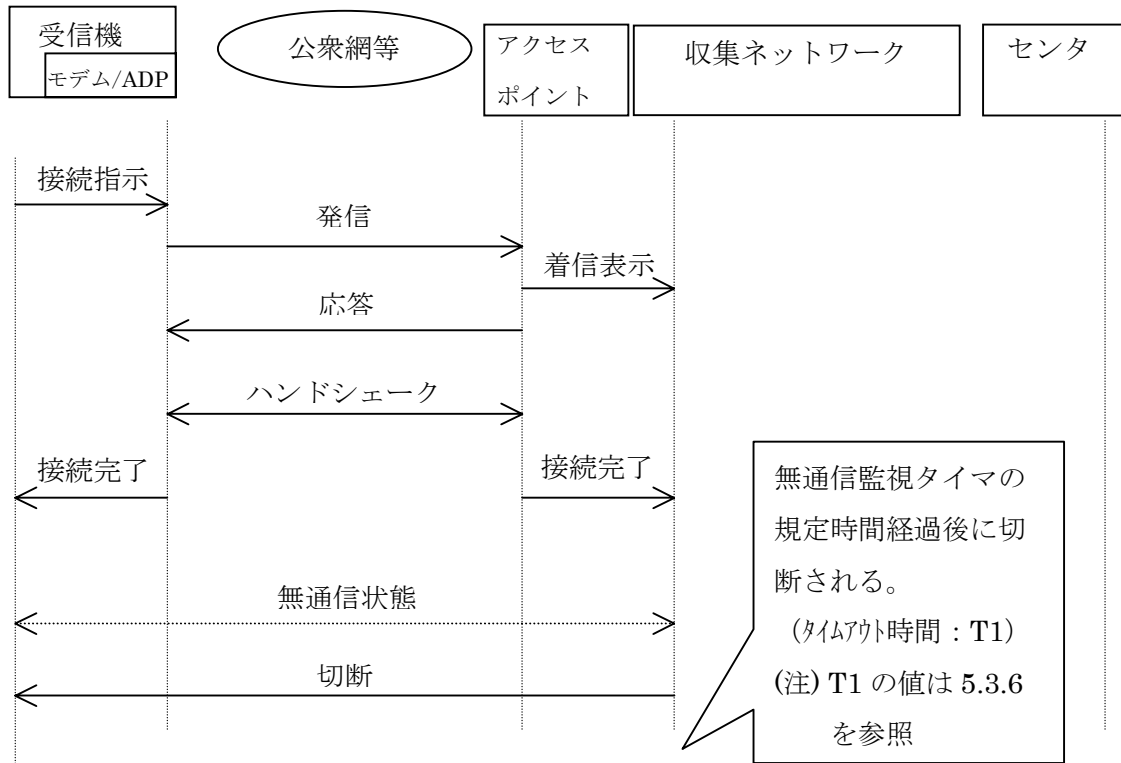 受信機
モデム/ADP
公衆網等
アクセス
ポイント
収集ネットワーク
センタ
接続指示
発信
着信表示
応答
ハンドシェーク
接続完了
接続完了
無通信監視タイマの
規定時間経過後に切
断される。
(ﾀｲﾑｱｳﾄ時間:T1)
(注) T1 の値は 5.3.6
を参照
無通信状態
切断